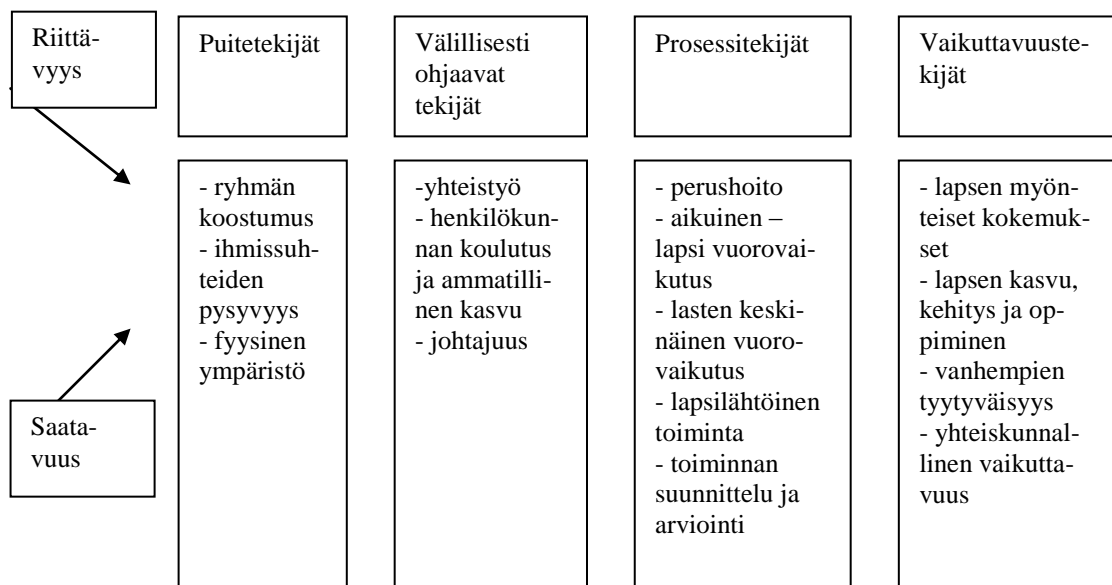 Riittä-
vyys
Puitetekijät
Välillisesti
ohjaavat
tekijät
Prosessitekijät
Vaikuttavuuste-
kijät
- ryhmän
koostumus
- ihmissuh-
teiden
pysyvyys
- fyysinen
ympäristö
-yhteistyö
- henkilökun-
nan koulutus
ja ammatilli-
nen kasvu
- johtajuus
- perushoito
- aikuinen –
lapsi vuorovai-
kutus
- lasten keski-
näinen vuoro-
vaikutus
- lapsilähtöinen
toiminta
- toiminnan
suunnittelu ja
arviointi
- lapsen myön-
teiset kokemuk-
set
- lapsen kasvu,
kehitys ja op-
piminen
- vanhempien
tyytyväisyys
- yhteiskunnal-
linen vaikutta-
vuus
Saata-
vuus